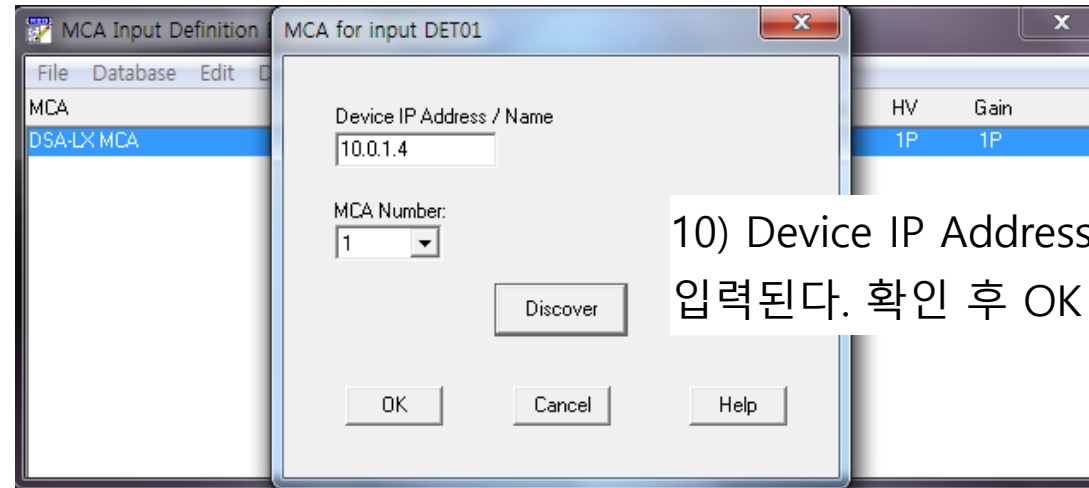 MCA Input Definition
MCA for input DET01
File Database Edit
MCA
HV Gain
DSA-LX MCA
1P 1P
Device IP Address / Name
10.0.1.4
MCA Number:
1
10) Device IP Address
입력된다. 확인 후 OK
Discover
OK Cancel Help